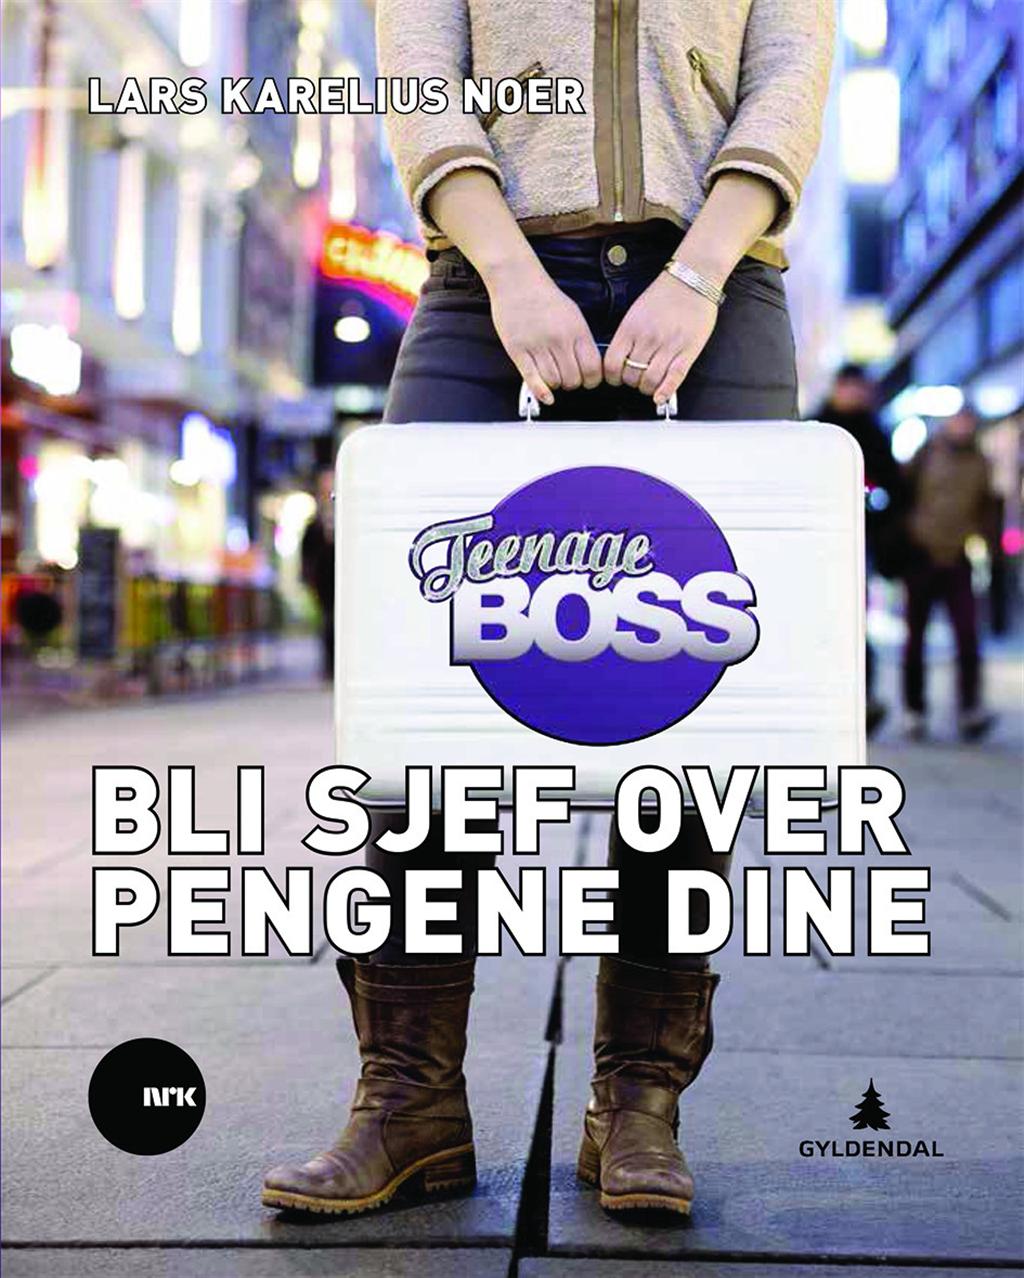 LARS KARELIUS NOER
Teenage
BOSS
BLI SJEF OVER
PENGENE DINE
NRK
GYLDENDAL